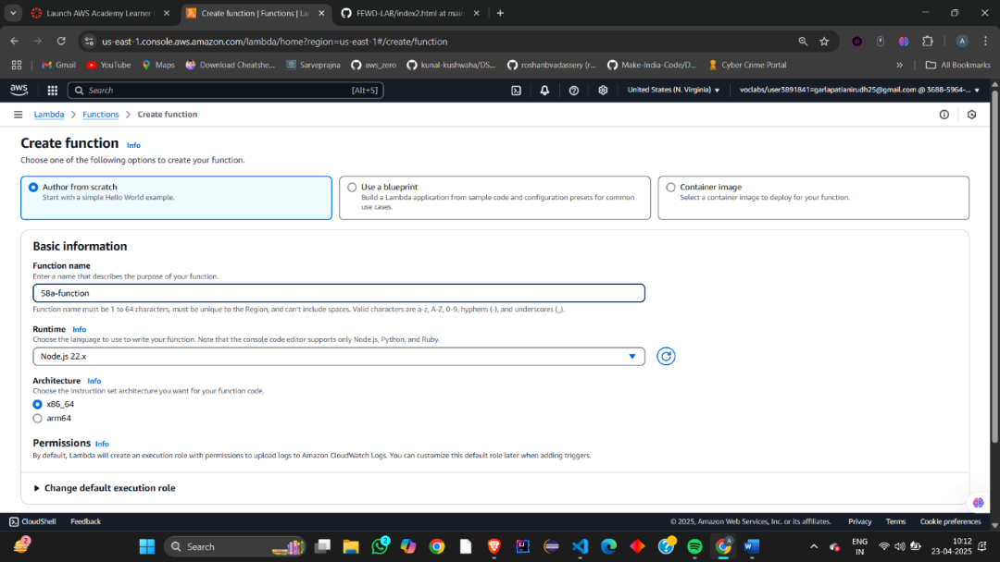 Launch AWS Academy Learner
Create function | Functions | La
FEWD-LAB/index2.html at main
us-east-1.console.aws.amazon.com/lambda/home?region=us-east-1#/create/function
A
Gmail
YouTube
Maps
Download Cheatshe...
Sarveprajna
aws_zero
kunal-kushwaha/DS...
roshanbvadassery (r...
Make-India-Code/D...
Cyber Crime Portal
»
All Bookmarks
aws
Search
[Alt+S]
United States (N. Virginia)
voclabs/user3891841=garlapatianirudh25@gmail.com @ 3688-5964-...
Lambda > Functions > Create function
Create function Info
Choose one of the following options to create your function.
Author from scratch
Start with a simple Hello World example.
Use a blueprint
Build a Lambda application from sample code and configuration presets for common
use cases.
Container image
Select a container image to deploy for your function.
Basic information
Function name
Enter a name that describes the purpose of your function.
58a-function
Function name must be 1 to 64 characters, must be unique to the Region, and can't include spaces. Valid characters are a-z, A-Z, 0-9, hyphens (-), and underscores (_).
Runtime Info
Choose the language to use to write your function. Note that the console code editor supports only Node.js, Python, and Ruby.
Node.js 22.x
Architecture Info
Choose the instruction set architecture you want for your function code.
x86_64
arm64
Permissions Info
By default, Lambda will create an execution role with permissions to upload logs to Amazon CloudWatch Logs. You can customize this default role later when adding triggers.
Change default execution role
CloudShell
Feedback
© 2025, Amazon Web Services, Inc. or its affiliates.
Privacy
Terms
Cookie preferences
2
Search
2
ENG
IN
10:12
23-04-2025